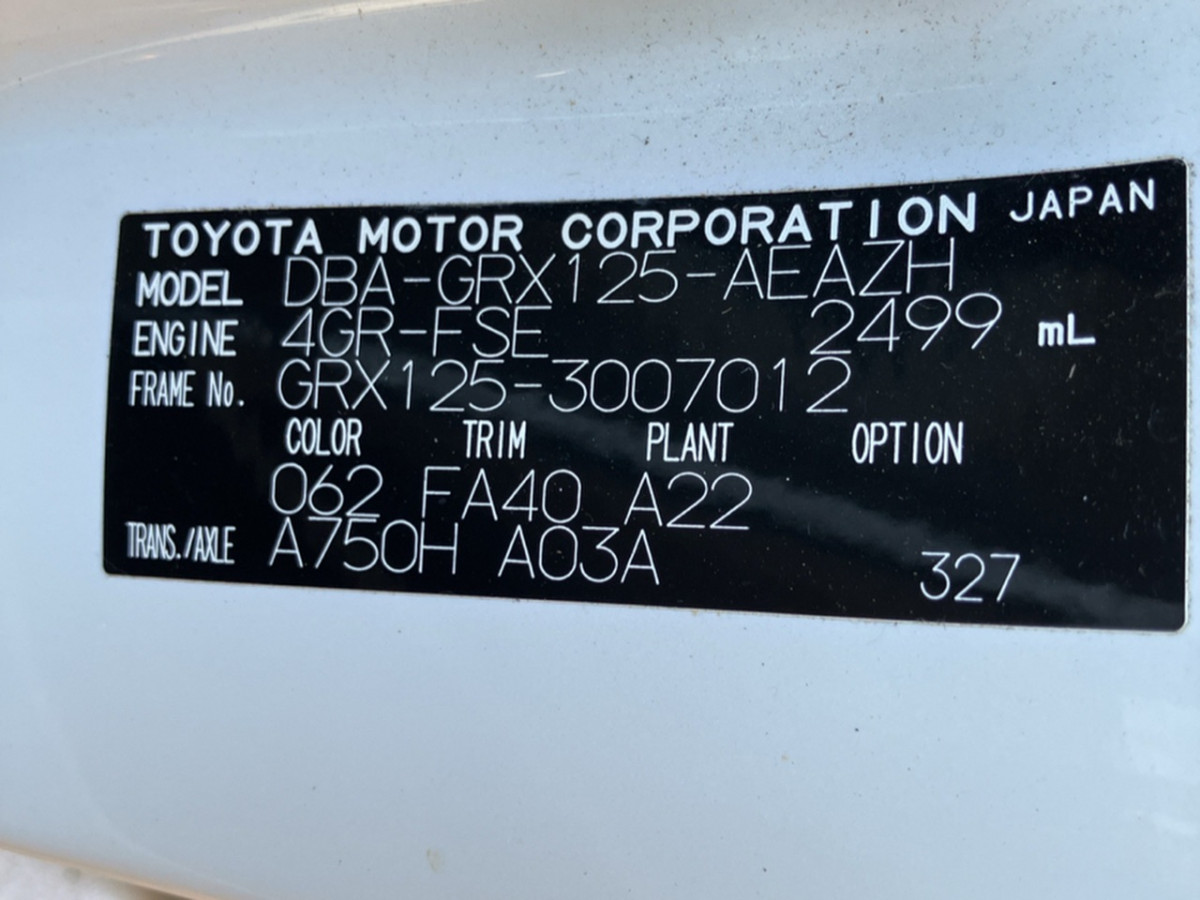 TOYOTA MOTOR CORPORATION JAPAN
MODEL DBA-GRX125-AEAZH
ENGINE 4GR-FSE 2499 mL
FRAME No. GRX125-3007012
COLOR TRIM PLANT OPTION
062 FA40 A22
TRANS./AXLE A750H A03A 327